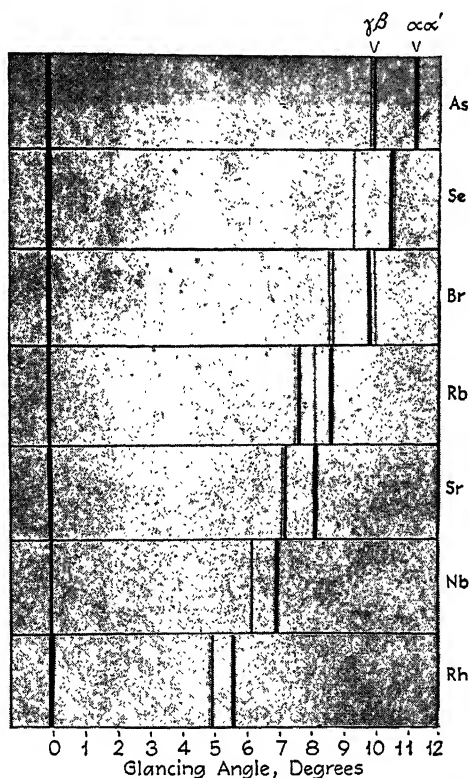 γβ αα'
As
Se
Br
Rb
Sr
Nb
Rh
0 1 2 3 4 5 6 7 8 9 10 11 12
Glancing Angle, Degrees